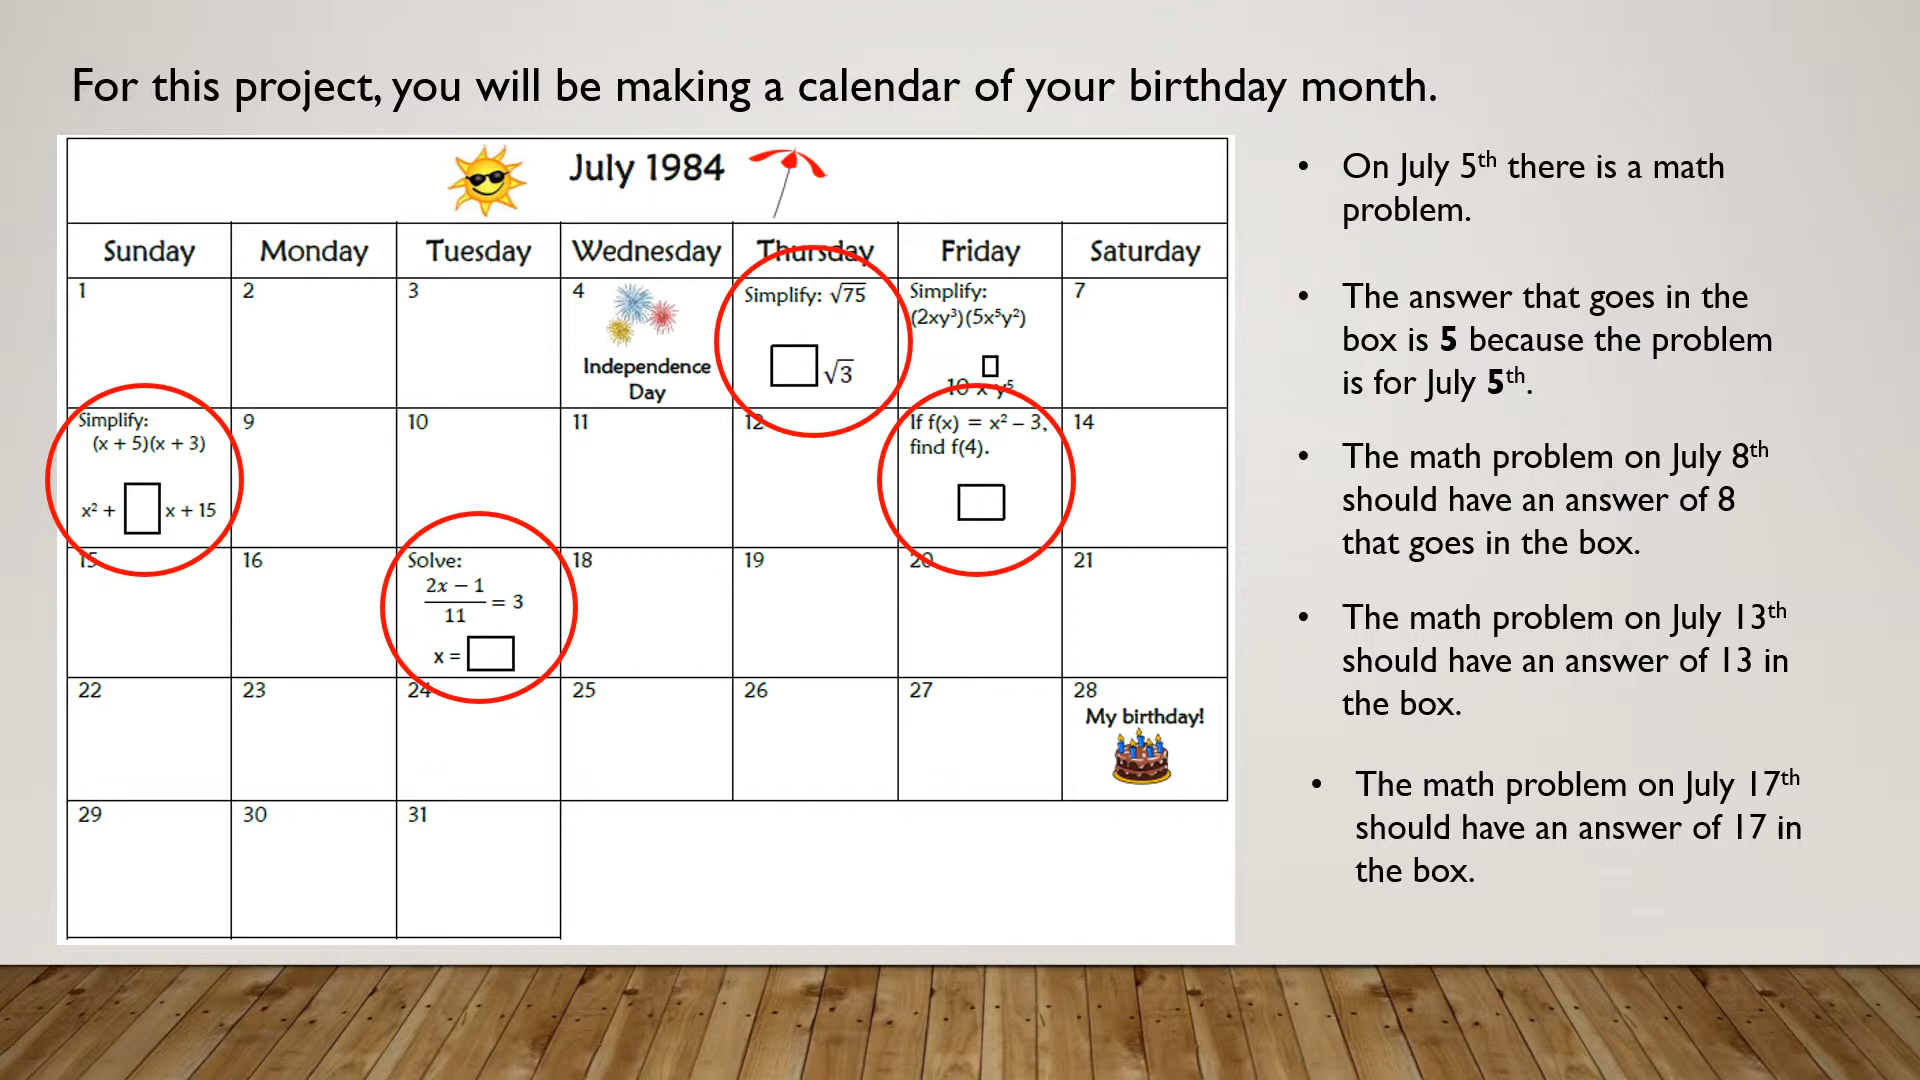 For this project, you will be making a calendar of your birthday month.
July 1984
Sunday Monday Tuesday Wednesday Thursday Friday Saturday
1
2
3
4
Independence
Day
Simplify: √75
√3
Simplify:
(2xy³)(5x⁵y²)
10 x y⁵
7
Simplify:
(x + 5)(x + 3)
x² + x + 15
9
10
11
12
If f(x) = x² – 3,
find f(4).
14
15
16
Solve:
2x − 1
11
= 3
x =
18
19
20
21
22
23
24
25
26
27
28
My birthday!
29
30
31
• On July 5th there is a math
problem.
• The answer that goes in the
box is 5 because the problem
is for July 5th.
• The math problem on July 8th
should have an answer of 8
that goes in the box.
• The math problem on July 13th
should have an answer of 13 in
the box.
• The math problem on July 17th
should have an answer of 17 in
the box.